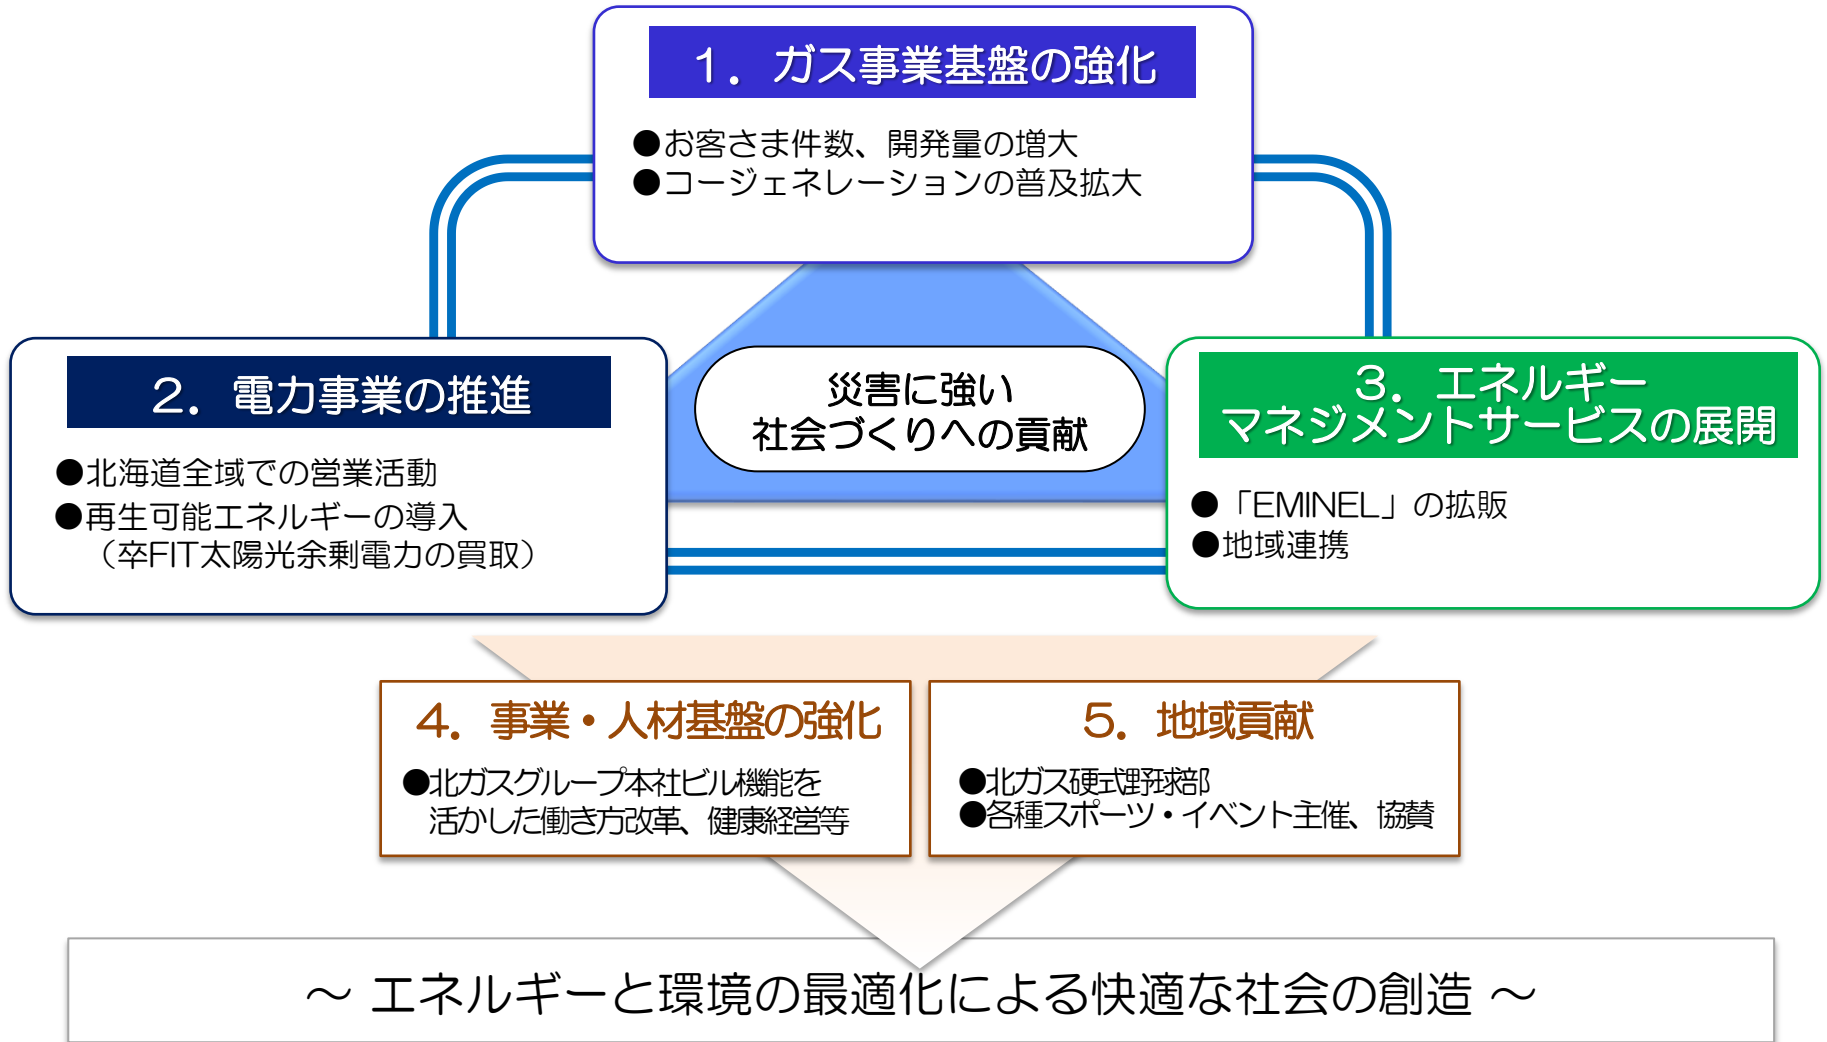 １．ガス事業基盤の強化
●お客さま件数、開発量の増大
●コージェネレーションの普及拡大
２．電力事業の推進
●北海道全域での営業活動
●再生可能エネルギーの導入
（卒FIT太陽光余剰電力の買取）
災害に強い
社会づくりへの貢献
３．エネルギー
マネジメントサービスの展開
●「EMINEL」の拡販
●地域連携
４．事業・人材基盤の強化
●北ガスグループ本社ビル機能を
活かした働き方改革、健康経営等
５．地域貢献
●北ガス硬式野球部
●各種スポーツ・イベント主催、協賛
～ エネルギーと環境の最適化による快適な社会の創造 ～